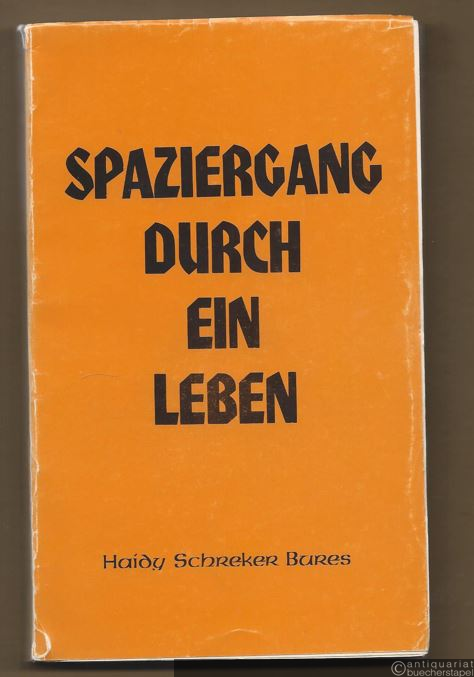 SPAZIERGANG
DURCH
EIN
LEBEN
Haidy Schreker Bures
©antiquariat
buecherstapel